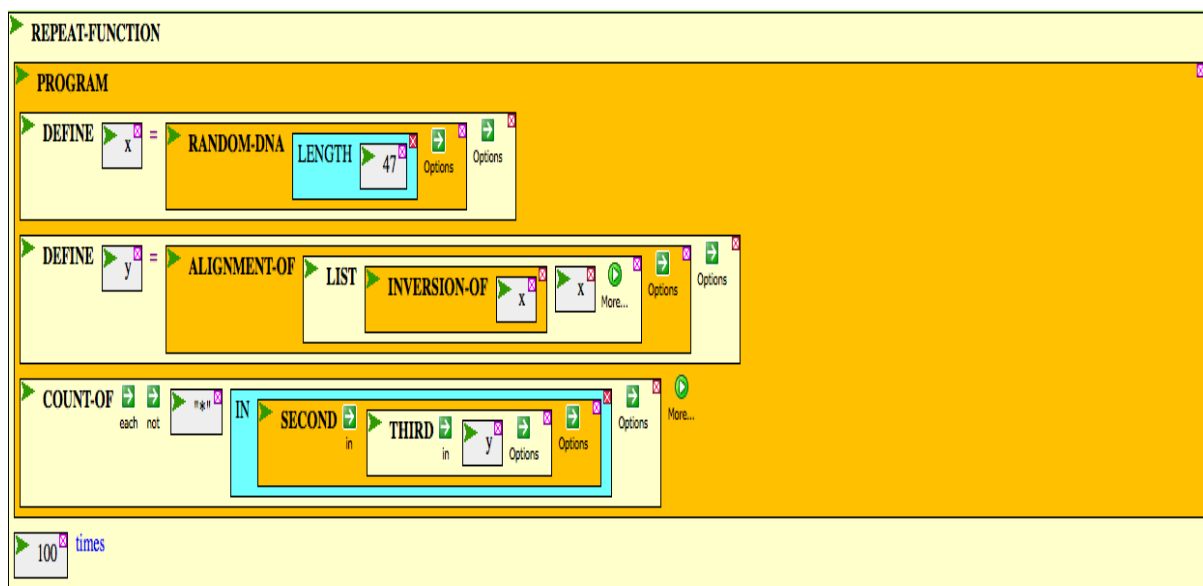 REPEAT-FUNCTION
PROGRAM
DEFINE x = RANDOM-DNA LENGTH 47 Options Options
DEFINE y = ALIGNMENT-OF LIST INVERSION-OF x x More... Options Options
COUNT-OF each not "*" IN SECOND in THIRD in y Options Options Options More...
100 times